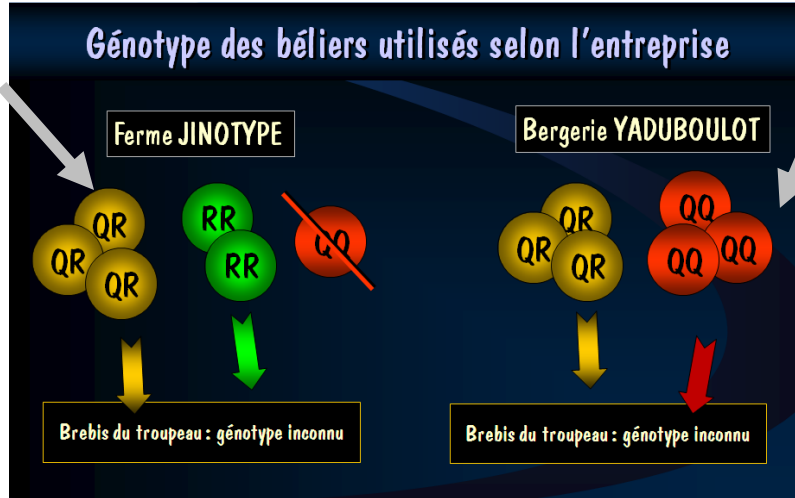 Génotype des béliers utilisés selon l'entreprise
Ferme JINOTYPE
Bergerie YADUBOULOT
QR
QR
QR
RR
RR
QQ
QR
QR
QR
QQ
QQ
QQ
Brebis du troupeau : génotype inconnu
Brebis du troupeau : génotype inconnu